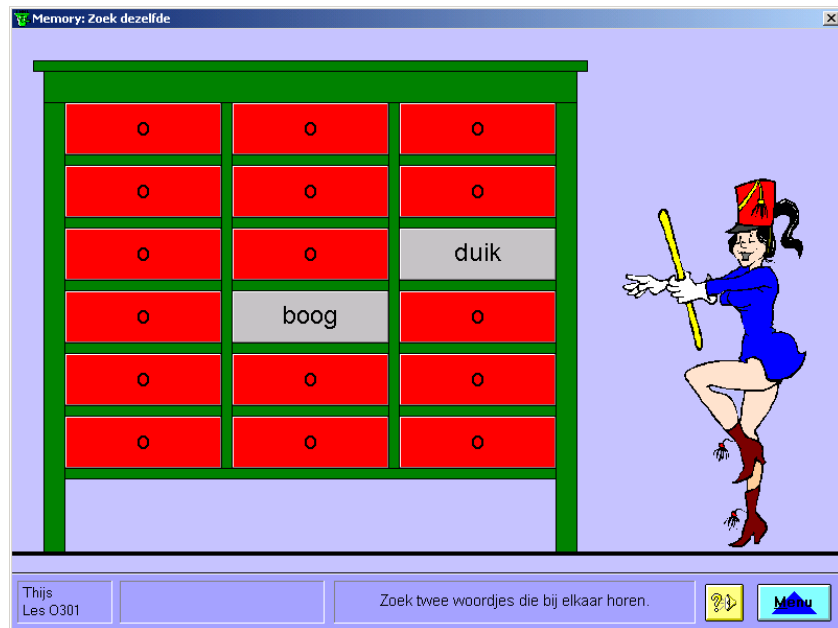 Memory: Zoek dezelfde
o o o
o o o
o o duik
o boog o
o o o
o o o
Thijs
Les O301
Zoek twee woordjes die bij elkaar horen.
?
Menu